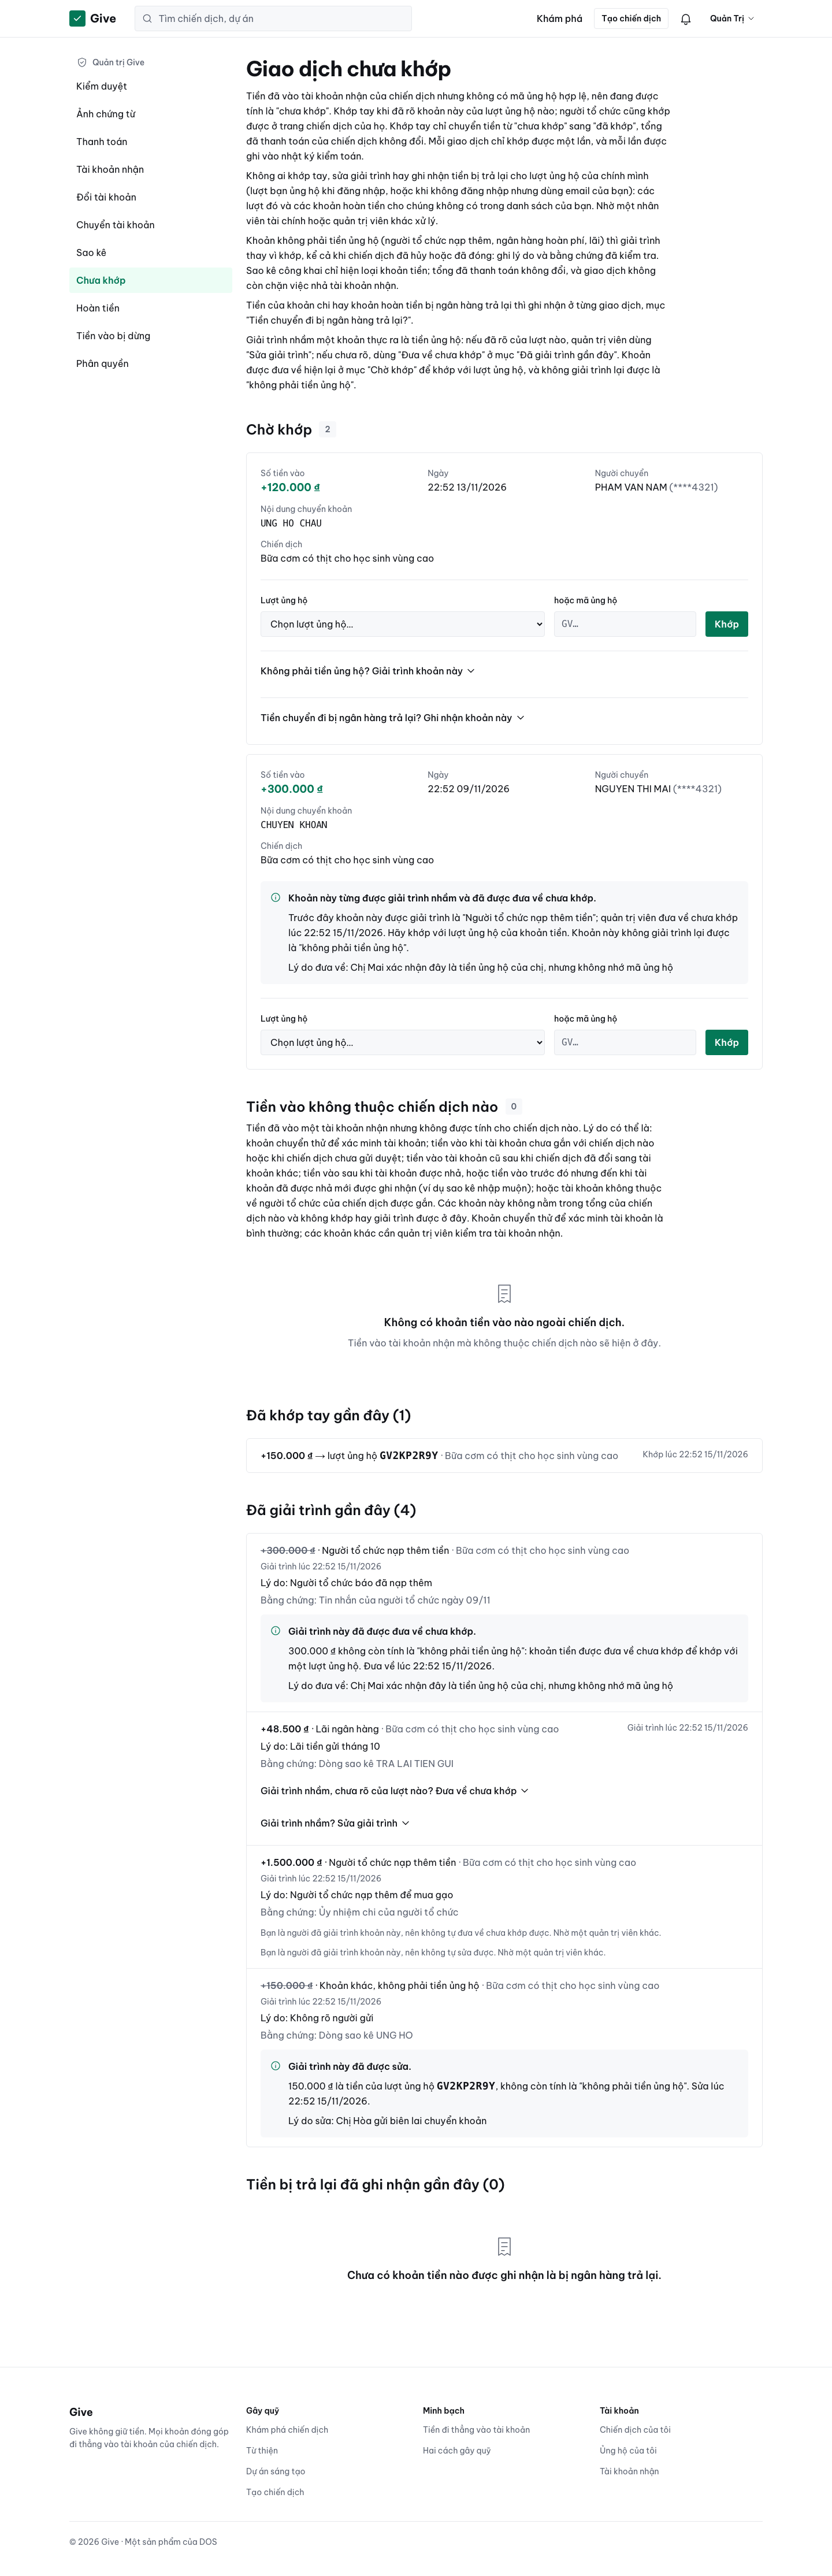 Give
Tìm chiến dịch, dự án
Khám phá
Tạo chiến dịch
Quản Trị
Quản trị Give
Kiểm duyệt
Ảnh chứng từ
Thanh toán
Tài khoản nhận
Đổi tài khoản
Chuyển tài khoản
Sao kê
Chưa khớp
Hoàn tiền
Tiền vào bị dừng
Phân quyền
Giao dịch chưa khớp
Tiền đã vào tài khoản nhận của chiến dịch nhưng không có mã ủng hộ hợp lệ, nên đang được
tính là "chưa khớp". Khớp tay khi đã rõ khoản này của lượt ủng hộ nào; người tổ chức cũng khớp
được ở trang chiến dịch của họ. Khớp tay chỉ chuyển tiền từ "chưa khớp" sang "đã khớp", tổng
đã thanh toán của chiến dịch không đổi. Mỗi giao dịch chỉ khớp được một lần, và mỗi lần được
ghi vào nhật ký kiểm toán.
Không ai khớp tay, sửa giải trình hay ghi nhận tiền bị trả lại cho lượt ủng hộ của chính mình
(lượt bạn ủng hộ khi đăng nhập, hoặc khi không đăng nhập nhưng dùng email của bạn): các
lượt đó và các khoản hoàn tiền cho chúng không có trong danh sách của bạn. Nhờ một nhân
viên tài chính hoặc quản trị viên khác xử lý.
Khoản không phải tiền ủng hộ (người tổ chức nạp thêm, ngân hàng hoàn phí, lãi) thì giải trình
thay vì khớp, kể cả khi chiến dịch đã hủy hoặc đã đóng: ghi lý do và bằng chứng đã kiểm tra.
Sao kê công khai chỉ hiện loại khoản tiền; tổng đã thanh toán không đổi, và giao dịch không
còn chặn việc nhả tài khoản nhận.
Tiền của khoản chi hay khoản hoàn tiền bị ngân hàng trả lại thì ghi nhận ở từng giao dịch, mục
"Tiền chuyển đi bị ngân hàng trả lại?".
Giải trình nhầm một khoản thực ra là tiền ủng hộ: nếu đã rõ của lượt nào, quản trị viên dùng
"Sửa giải trình"; nếu chưa rõ, dùng "Đưa về chưa khớp" ở mục "Đã giải trình gần đây". Khoản
được đưa về hiện lại ở mục "Chờ khớp" để khớp với lượt ủng hộ, và không giải trình lại được là
"không phải tiền ủng hộ".
Chờ khớp 2
Số tiền vào
+120.000 ₫
Ngày
22:52 13/11/2026
Người chuyển
PHAM VAN NAM (****4321)
Nội dung chuyển khoản
UNG HO CHAU
Chiến dịch
Bữa cơm có thịt cho học sinh vùng cao
Lượt ủng hộ
Chọn lượt ủng hộ…
hoặc mã ủng hộ
GV…
Khớp
Không phải tiền ủng hộ? Giải trình khoản này
Tiền chuyển đi bị ngân hàng trả lại? Ghi nhận khoản này
Số tiền vào
+300.000 ₫
Ngày
22:52 09/11/2026
Người chuyển
NGUYEN THI MAI (****4321)
Nội dung chuyển khoản
CHUYEN KHOAN
Chiến dịch
Bữa cơm có thịt cho học sinh vùng cao
Khoản này từng được giải trình nhầm và đã được đưa về chưa khớp.
Trước đây khoản này được giải trình là "Người tổ chức nạp thêm tiền"; quản trị viên đưa về chưa khớp
lúc 22:52 15/11/2026. Hãy khớp với lượt ủng hộ của khoản tiền. Khoản này không giải trình lại được
là "không phải tiền ủng hộ".
Lý do đưa về: Chị Mai xác nhận đây là tiền ủng hộ của chị, nhưng không nhớ mã ủng hộ
Lượt ủng hộ
Chọn lượt ủng hộ…
hoặc mã ủng hộ
GV…
Khớp
Tiền vào không thuộc chiến dịch nào 0
Tiền đã vào một tài khoản nhận nhưng không được tính cho chiến dịch nào. Lý do có thể là:
khoản chuyển thử để xác minh tài khoản; tiền vào khi tài khoản chưa gắn với chiến dịch nào
hoặc khi chiến dịch chưa gửi duyệt; tiền vào tài khoản cũ sau khi chiến dịch đã đổi sang tài
khoản khác; tiền vào sau khi tài khoản được nhả, hoặc tiền vào trước đó nhưng đến khi tài
khoản đã được nhả mới được ghi nhận (ví dụ sao kê nhập muộn); hoặc tài khoản không thuộc
về người tổ chức của chiến dịch được gắn. Các khoản này không nằm trong tổng của chiến
dịch nào và không khớp hay giải trình được ở đây. Khoản chuyển thử để xác minh tài khoản là
bình thường; các khoản khác cần quản trị viên kiểm tra tài khoản nhận.
Không có khoản tiền vào nào ngoài chiến dịch.
Tiền vào tài khoản nhận mà không thuộc chiến dịch nào sẽ hiện ở đây.
Đã khớp tay gần đây (1)
+150.000 ₫ → lượt ủng hộ GV2KP2R9Y · Bữa cơm có thịt cho học sinh vùng cao
Khớp lúc 22:52 15/11/2026
Đã giải trình gần đây (4)
+300.000 ₫ · Người tổ chức nạp thêm tiền · Bữa cơm có thịt cho học sinh vùng cao
Giải trình lúc 22:52 15/11/2026
Lý do: Người tổ chức báo đã nạp thêm
Bằng chứng: Tin nhắn của người tổ chức ngày 09/11
Giải trình này đã được đưa về chưa khớp.
300.000 ₫ không còn tính là "không phải tiền ủng hộ": khoản tiền được đưa về chưa khớp để khớp với
một lượt ủng hộ. Đưa về lúc 22:52 15/11/2026.
Lý do đưa về: Chị Mai xác nhận đây là tiền ủng hộ của chị, nhưng không nhớ mã ủng hộ
+48.500 ₫ · Lãi ngân hàng · Bữa cơm có thịt cho học sinh vùng cao
Giải trình lúc 22:52 15/11/2026
Lý do: Lãi tiền gửi tháng 10
Bằng chứng: Dòng sao kê TRA LAI TIEN GUI
Giải trình nhầm, chưa rõ của lượt nào? Đưa về chưa khớp
Giải trình nhầm? Sửa giải trình
+1.500.000 ₫ · Người tổ chức nạp thêm tiền · Bữa cơm có thịt cho học sinh vùng cao
Giải trình lúc 22:52 15/11/2026
Lý do: Người tổ chức nạp thêm để mua gạo
Bằng chứng: Ủy nhiệm chi của người tổ chức
Bạn là người đã giải trình khoản này, nên không tự đưa về chưa khớp được. Nhờ một quản trị viên khác.
Bạn là người đã giải trình khoản này, nên không tự sửa được. Nhờ một quản trị viên khác.
+150.000 ₫ · Khoản khác, không phải tiền ủng hộ · Bữa cơm có thịt cho học sinh vùng cao
Giải trình lúc 22:52 15/11/2026
Lý do: Không rõ người gửi
Bằng chứng: Dòng sao kê UNG HO
Giải trình này đã được sửa.
150.000 ₫ là tiền của lượt ủng hộ GV2KP2R9Y, không còn tính là "không phải tiền ủng hộ". Sửa lúc
22:52 15/11/2026.
Lý do sửa: Chị Hòa gửi biên lai chuyển khoản
Tiền bị trả lại đã ghi nhận gần đây (0)
Chưa có khoản tiền nào được ghi nhận là bị ngân hàng trả lại.
Give
Give không giữ tiền. Mọi khoản đóng góp
đi thẳng vào tài khoản của chiến dịch.
Gây quỹ
Khám phá chiến dịch
Từ thiện
Dự án sáng tạo
Tạo chiến dịch
Minh bạch
Tiền đi thẳng vào tài khoản
Hai cách gây quỹ
Tài khoản
Chiến dịch của tôi
Ủng hộ của tôi
Tài khoản nhận
© 2026 Give · Một sản phẩm của DOS